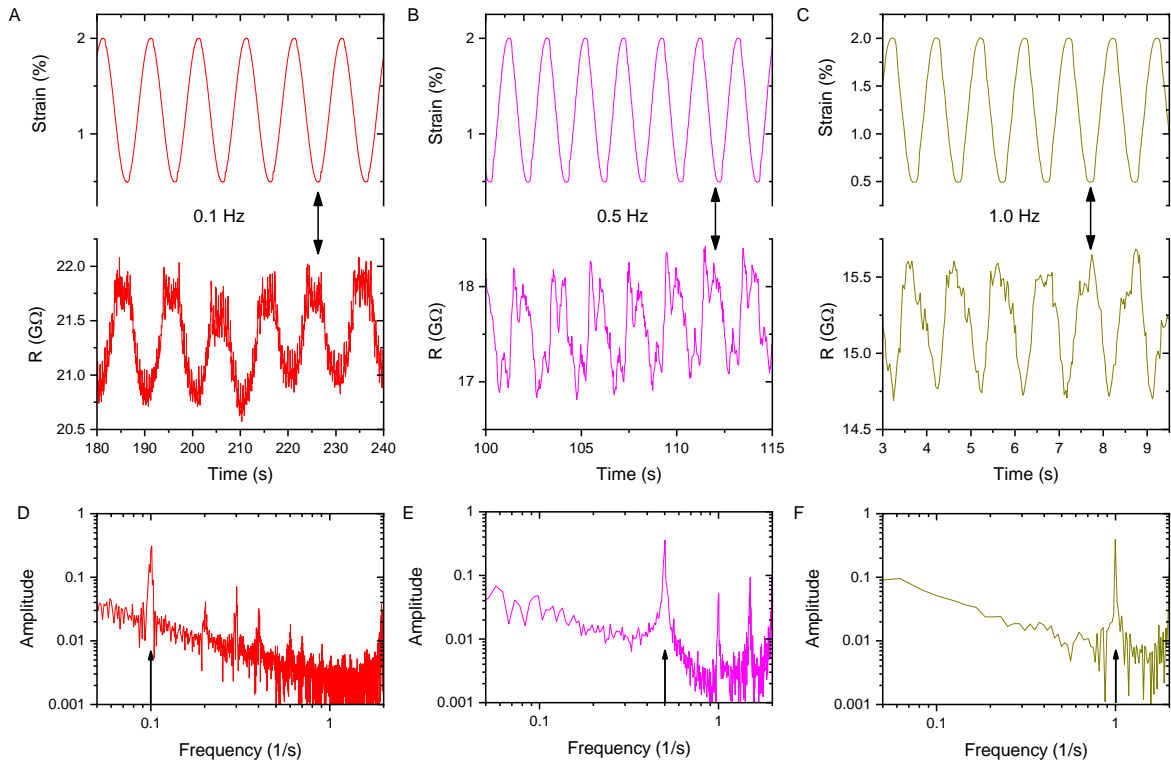 A
B
C
2
1
Strain (%)
2
1
Strain (%)
2.0
1.5
1.0
0.5
Strain (%)
0.1 Hz
0.5 Hz
1.0 Hz
22.0
21.5
21.0
20.5
R (GΩ)
180 190 200 210 220 230 240
Time (s)
18
17
R (GΩ)
100 105 110 115
Time (s)
15.5
15.0
14.5
R (GΩ)
3 4 5 6 7 8 9
Time (s)
D
E
F
1
0.1
0.01
0.001
Amplitude
0.1 1
Frequency (1/s)
1
0.1
0.01
0.001
Amplitude
0.1 1
Frequency (1/s)
1
0.1
0.01
0.001
Amplitude
0.1 1
Frequency (1/s)